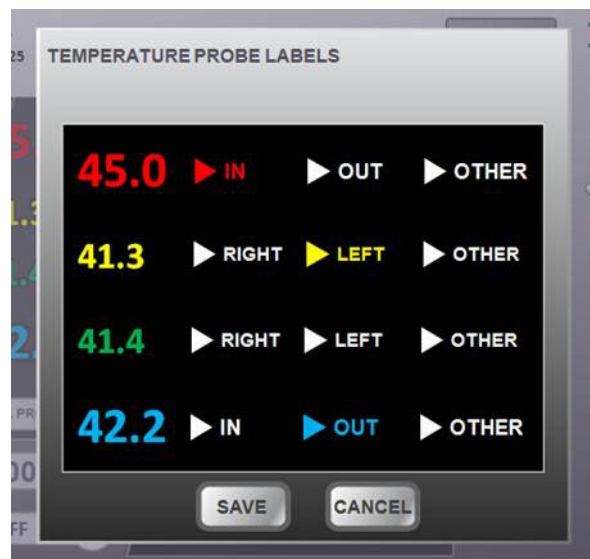 25
TEMPERATURE PROBE LABELS
45.0 IN OUT OTHER
41.3 RIGHT LEFT OTHER
41.4 RIGHT LEFT OTHER
42.2 IN OUT OTHER
SAVE CANCEL